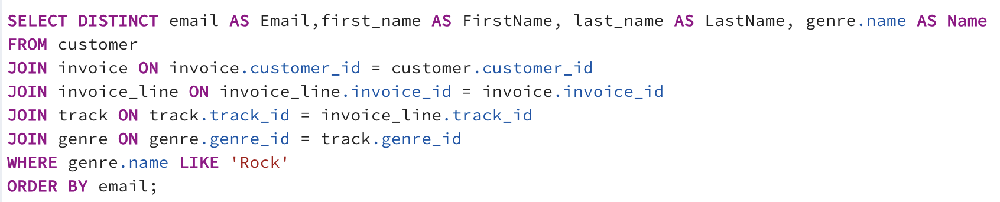 SELECT DISTINCT email AS Email,first_name AS FirstName, last_name AS LastName, genre.name AS Name
FROM customer
JOIN invoice ON invoice.customer_id = customer.customer_id
JOIN invoice_line ON invoice_line.invoice_id = invoice.invoice_id
JOIN track ON track.track_id = invoice_line.track_id
JOIN genre ON genre.genre_id = track.genre_id
WHERE genre.name LIKE 'Rock'
ORDER BY email;